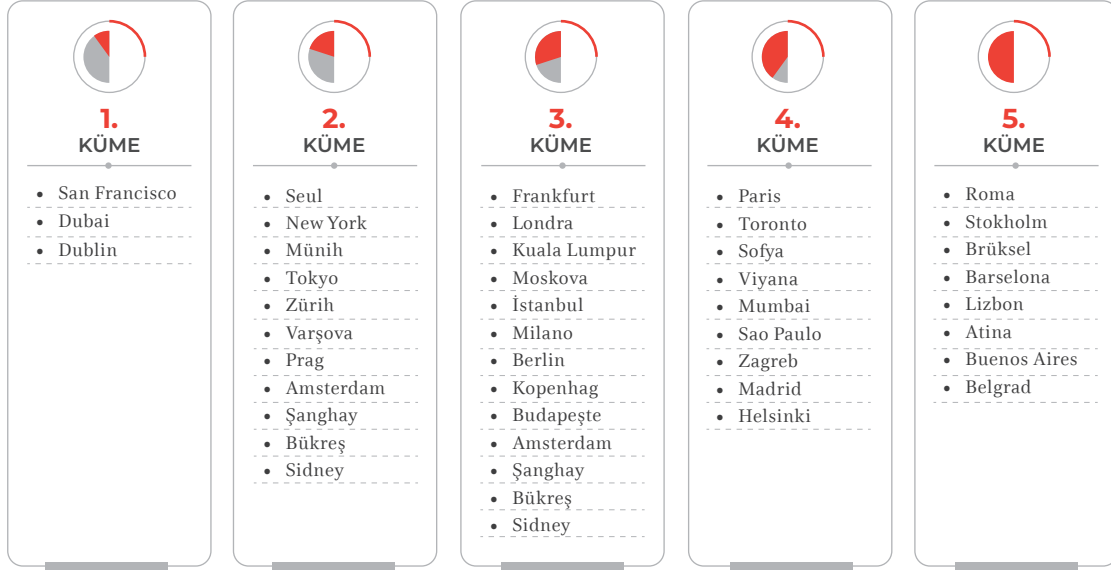 1.
KÜME
• San Francisco
• Dubai
• Dublin
2.
KÜME
• Seul
• New York
• Münih
• Tokyo
• Zürih
• Varşova
• Prag
• Amsterdam
• Şanghay
• Bükreş
• Sidney
3.
KÜME
• Frankfurt
• Londra
• Kuala Lumpur
• Moskova
• İstanbul
• Milano
• Berlin
• Kopenhag
• Budapeşte
• Amsterdam
• Şanghay
• Bükreş
• Sidney
4.
KÜME
• Paris
• Toronto
• Sofya
• Viyana
• Mumbai
• Sao Paulo
• Zagreb
• Madrid
• Helsinki
5.
KÜME
• Roma
• Stokholm
• Brüksel
• Barselona
• Lizbon
• Atina
• Buenos Aires
• Belgrad